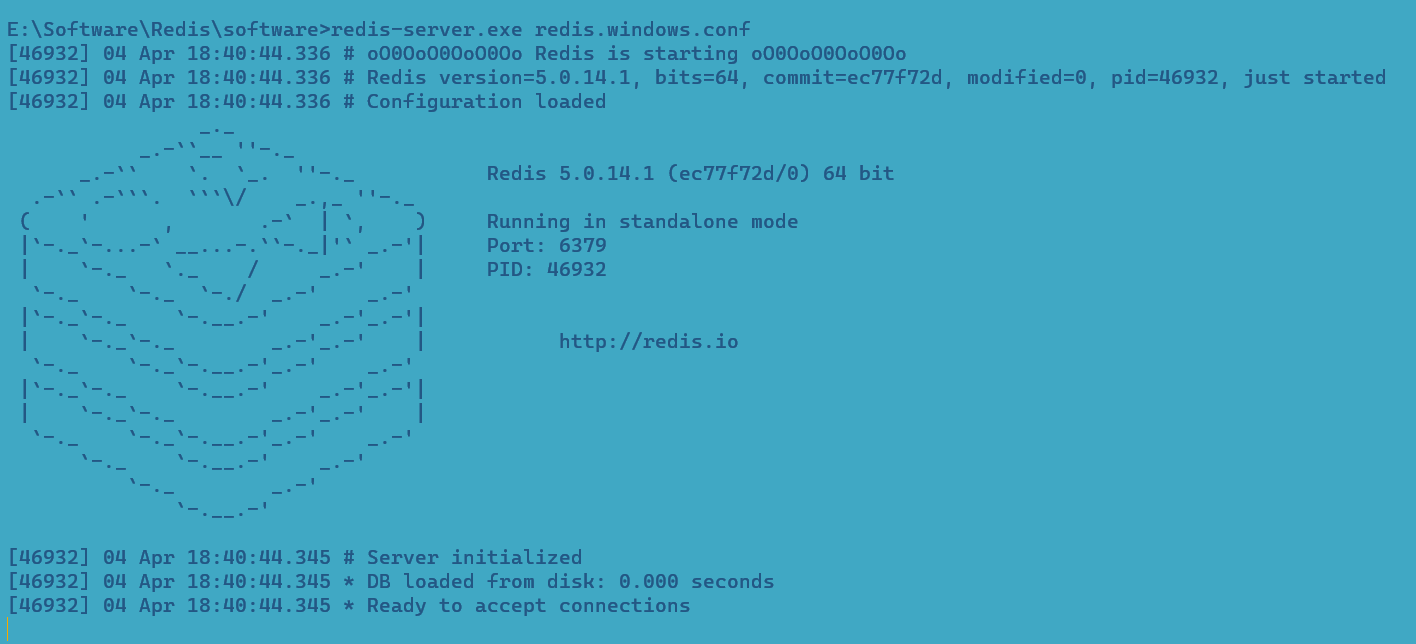 E:\Software\Redis\software>redis-server.exe redis.windows.conf
[46932] 04 Apr 18:40:44.336 # oO0OoO0OoO0Oo Redis is starting oO0OoO0OoO0Oo
[46932] 04 Apr 18:40:44.336 # Redis version=5.0.14.1, bits=64, commit=ec77f72d, modified=0, pid=46932, just started
[46932] 04 Apr 18:40:44.336 # Configuration loaded
Redis 5.0.14.1 (ec77f72d/0) 64 bit
Running in standalone mode
Port: 6379
PID: 46932
http://redis.io
[46932] 04 Apr 18:40:44.345 # Server initialized
[46932] 04 Apr 18:40:44.345 * DB loaded from disk: 0.000 seconds
[46932] 04 Apr 18:40:44.345 * Ready to accept connections